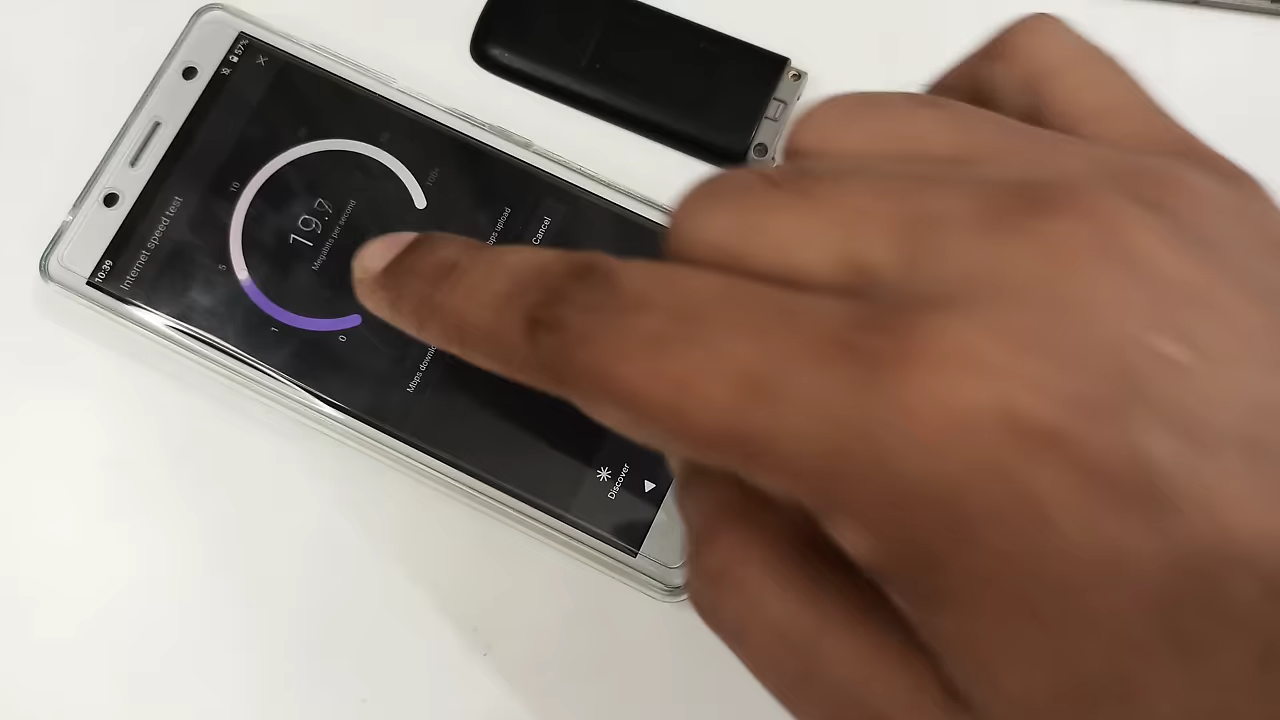 10:39
57%
Internet speed test
0
1
5
10
100+
19.7
Megabits per second
Mbps upload
Cancel
Discover